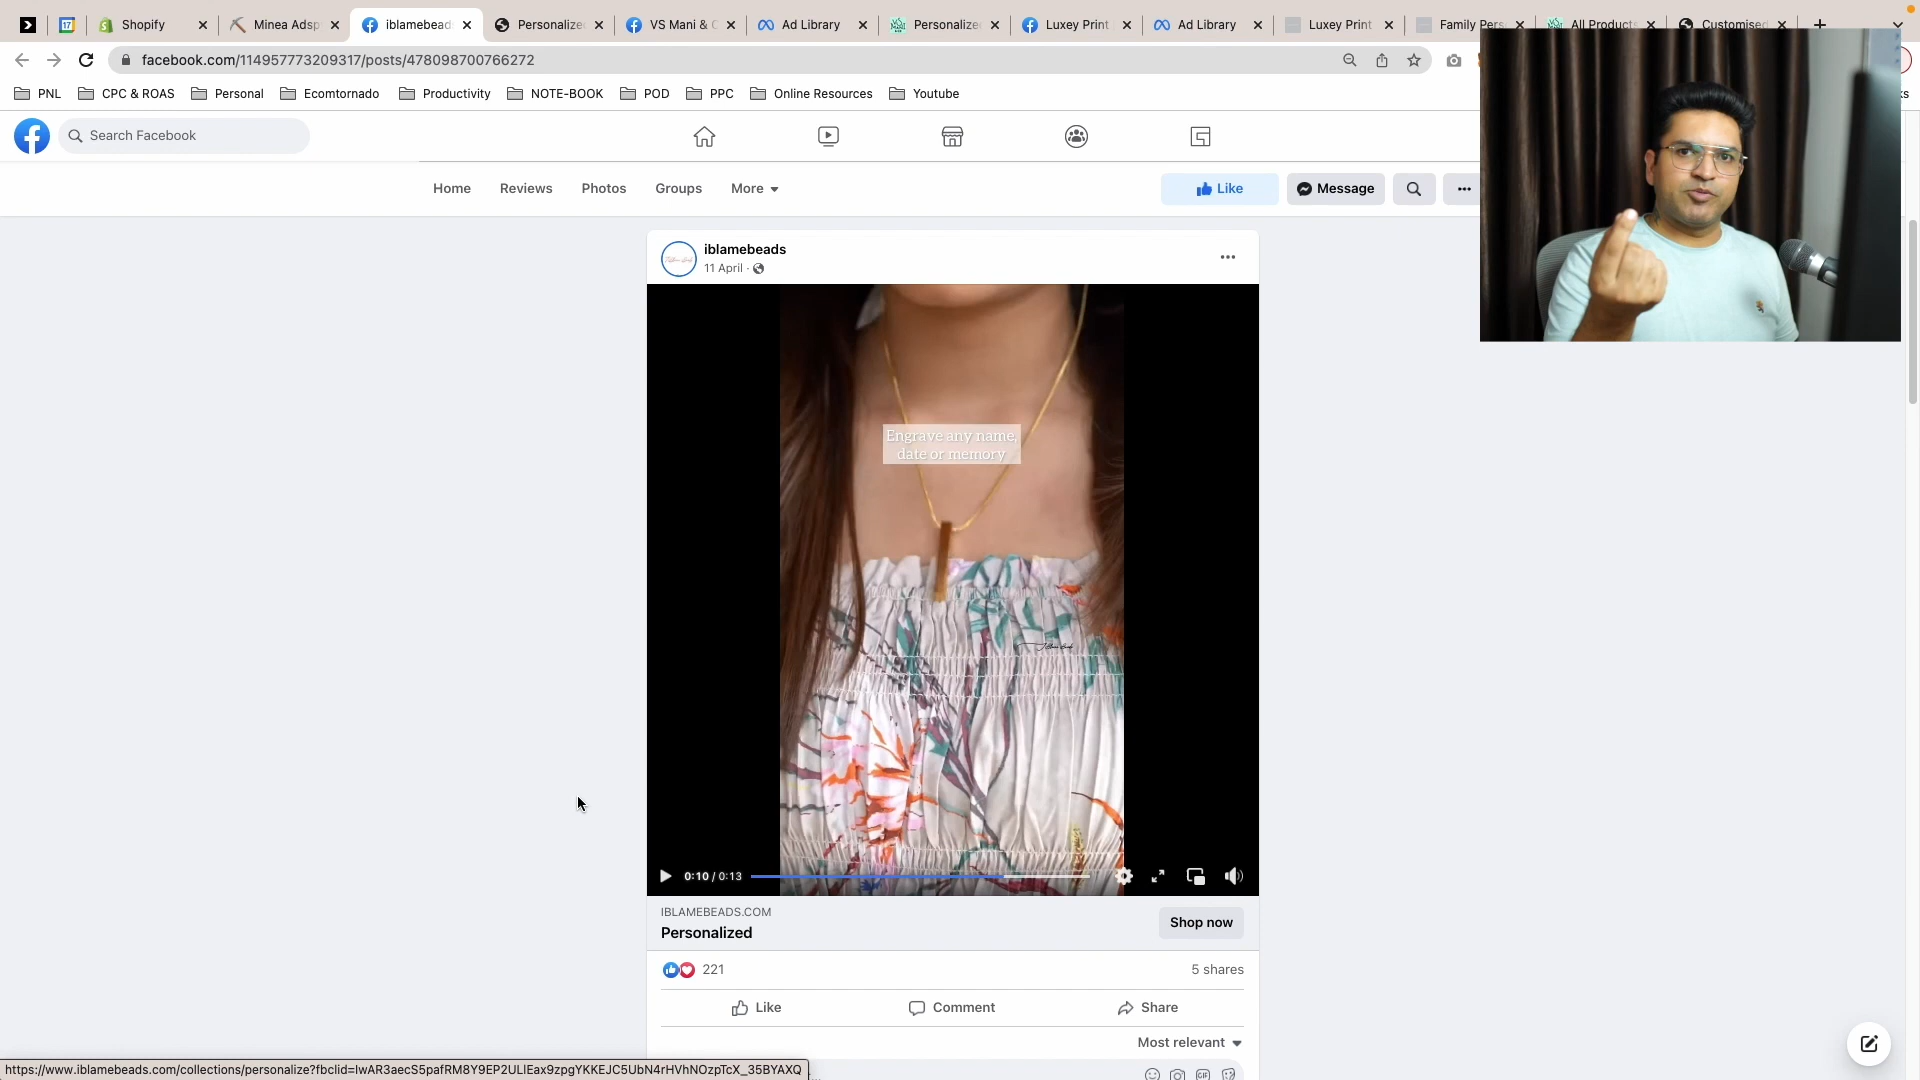 Shopify
Minea Adsp
iblamebead
Personalize
VS Mani & C
Ad Library
Personalize
Luxey Print
Ad Library
Luxey Print
Family Pers
All Product
Customised
facebook.com/114957773209317/posts/478098700766272
PNL
CPC & ROAS
Personal
Ecomtornado
Productivity
NOTE-BOOK
POD
PPC
Online Resources
Youtube
Search Facebook
Home
Reviews
Photos
Groups
More
Like
Message
iblamebeads
11 April ·
Engrave any name,
date or memory
0:10 / 0:13
IBLAMEBEADS.COM
Personalized
Shop now
221
5 shares
Like
Comment
Share
Most relevant
https://www.iblamebeads.com/collections/personalize?fbclid=IwAR3aecS5pafRM8Y9EP2ULIEax9zpgYKKEJC5UbN4rHVhNOzpTcX_35BYAXQ